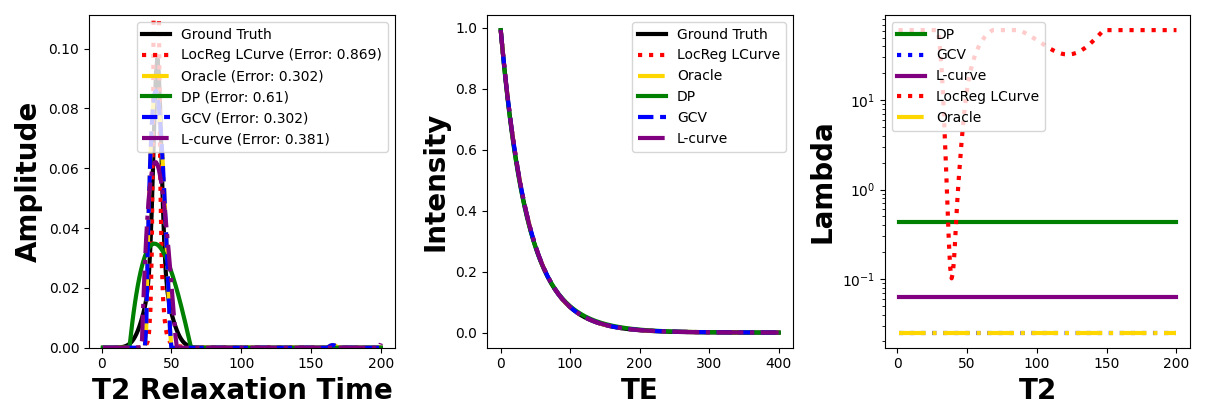 Amplitude
0.10
0.08
0.06
0.04
0.02
0.00
Ground Truth
LocReg LCurve (Error: 0.869)
Oracle (Error: 0.302)
DP (Error: 0.61)
GCV (Error: 0.302)
L-curve (Error: 0.381)
0 50 100 150 200
T2 Relaxation Time
Intensity
1.0
0.8
0.6
0.4
0.2
0.0
Ground Truth
LocReg LCurve
Oracle
DP
GCV
L-curve
0 100 200 300 400
TE
Lambda
10¹
10⁰
10⁻¹
DP
GCV
L-curve
LocReg LCurve
Oracle
0 50 100 150 200
T2